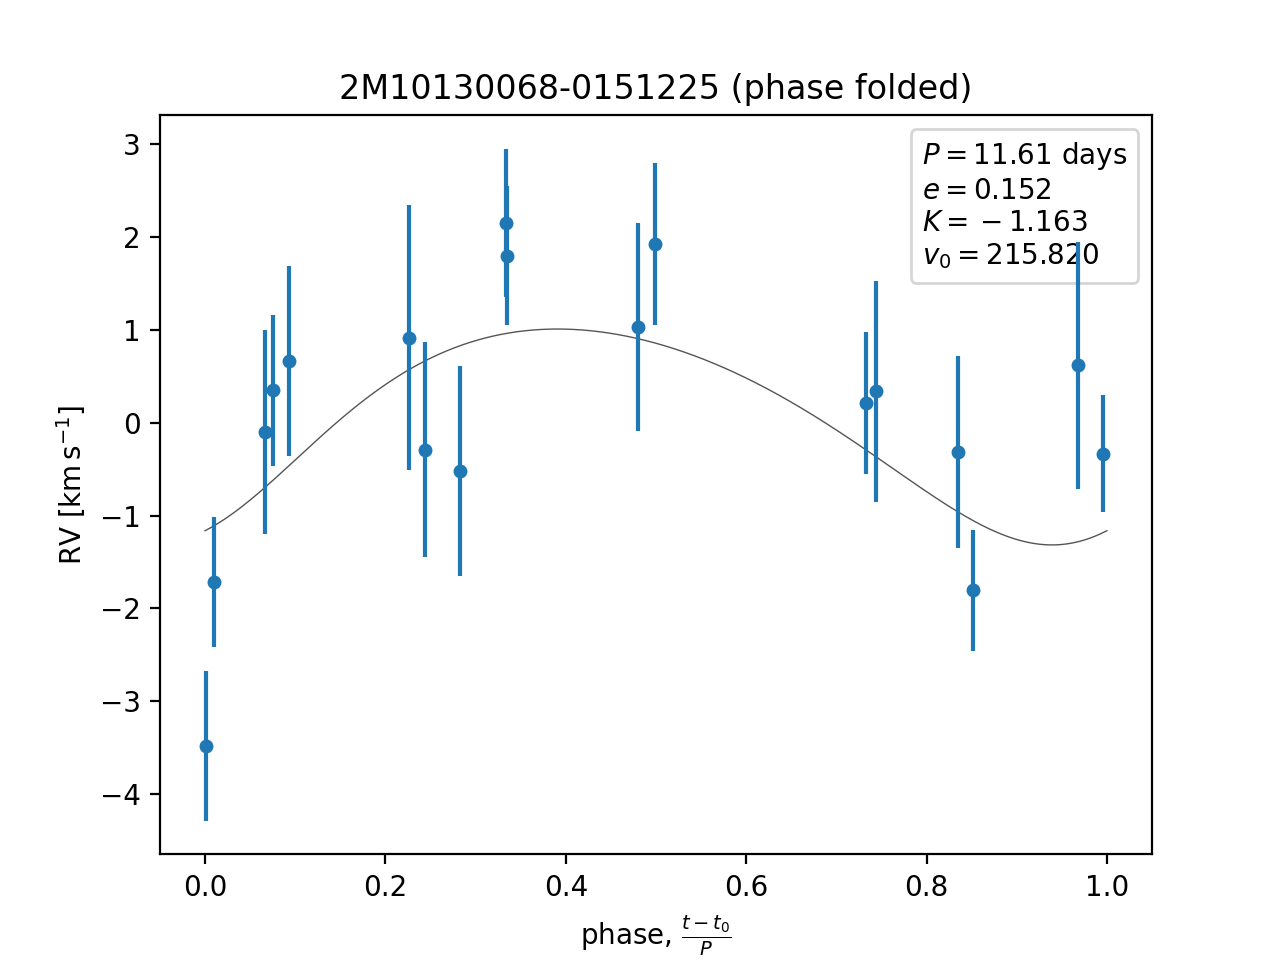 2M10130068-0151225 (phase folded)
P = 11.61 days
e = 0.152
K = −1.163
v₀ = 215.820
RV [km s⁻¹]
3
2
1
0
−1
−2
−3
−4
0.0 0.2 0.4 0.6 0.8 1.0
phase, (t − t₀)/P